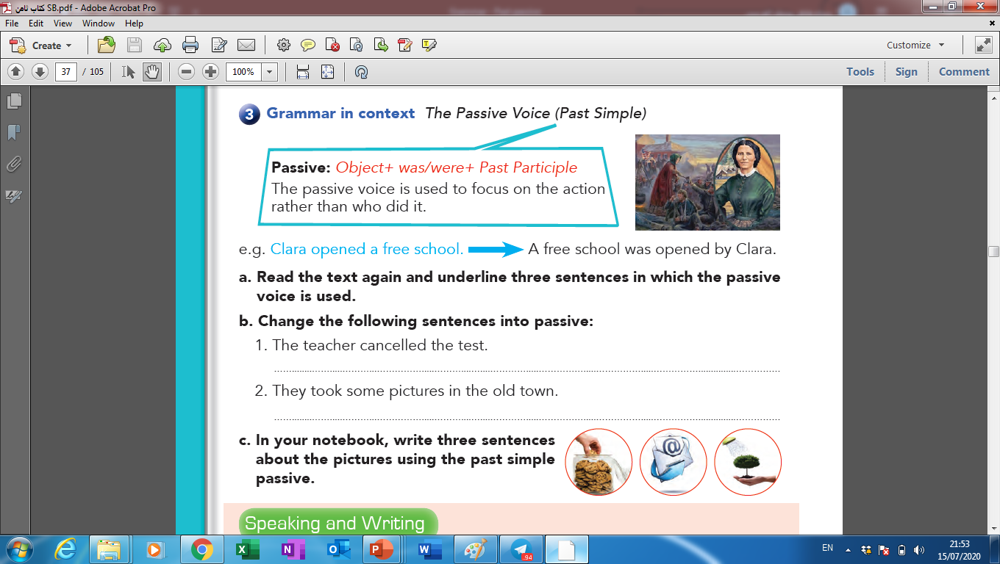 كتاب ثامن SB.pdf - Adobe Acrobat Pro
File Edit View Window Help
Create Customize
37 / 105 100% Tools Sign Comment
3 Grammar in context The Passive Voice (Past Simple)
Passive: Object+ was/were+ Past Participle
The passive voice is used to focus on the action
rather than who did it.
e.g. Clara opened a free school. A free school was opened by Clara.
a. Read the text again and underline three sentences in which the passive
voice is used.
b. Change the following sentences into passive:
1. The teacher cancelled the test.
2. They took some pictures in the old town.
c. In your notebook, write three sentences
about the pictures using the past simple
passive.
@
Speaking and Writing
EN 21:53
94 15/07/2020